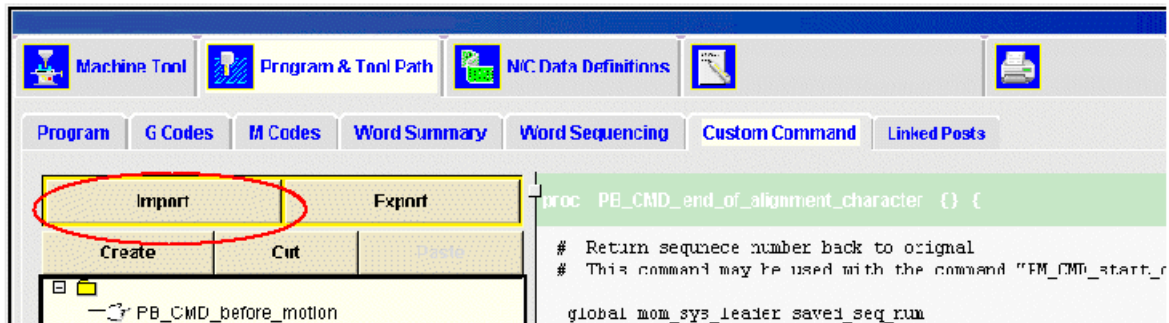 Machine Tool Program & Tool Path N/C Data Definitions
Program G Codes M Codes Word Summary Word Sequencing Custom Command Linked Posts
Import Export
proc PB_CMD_end_of_alignment_character {} {
Create Cut Paste
# Return sequnece number back to orignal
# This command may be used with the command "PM_CMD_start_
PB_CMD_before_motion
global mom_sys_leader saved_seq_num